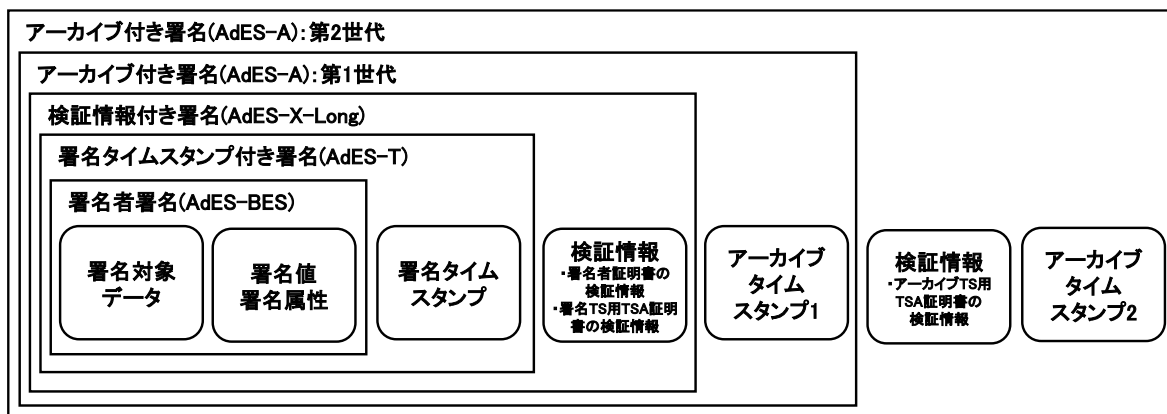 アーカイブ付き署名(AdES-A):第2世代
アーカイブ付き署名(AdES-A):第1世代
検証情報付き署名(AdES-X-Long)
署名タイムスタンプ付き署名(AdES-T)
署名者署名(AdES-BES)
署名対象
データ
署名値
署名属性
署名タイム
スタンプ
検証情報
・署名者証明書の
検証情報
・署名TS用TSA証明
書の検証情報
アーカイブ
タイム
スタンプ1
検証情報
・アーカイブTS用
TSA証明書の
検証情報
アーカイブ
タイム
スタンプ2